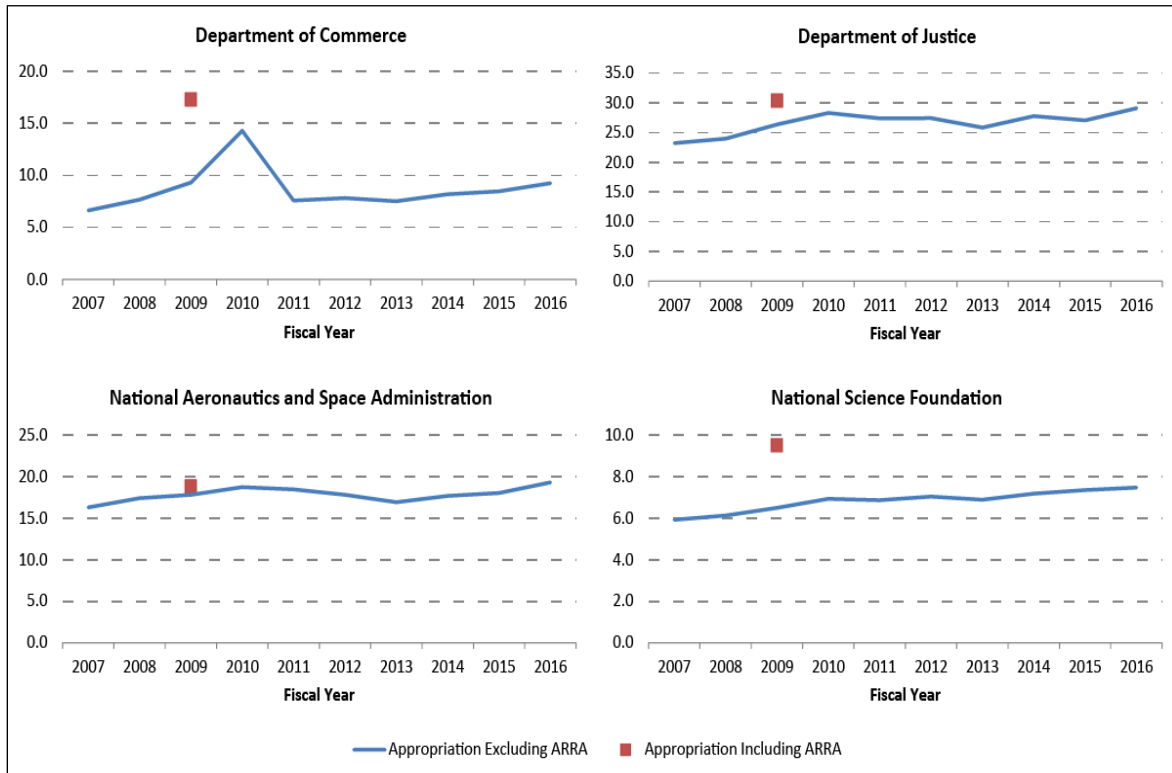 Department of Commerce
20.0
15.0
10.0
5.0
0.0
2007 2008 2009 2010 2011 2012 2013 2014 2015 2016
Fiscal Year
Department of Justice
35.0
30.0
25.0
20.0
15.0
10.0
5.0
0.0
2007 2008 2009 2010 2011 2012 2013 2014 2015 2016
Fiscal Year
National Aeronautics and Space Administration
25.0
20.0
15.0
10.0
5.0
0.0
2007 2008 2009 2010 2011 2012 2013 2014 2015 2016
Fiscal Year
National Science Foundation
10.0
8.0
6.0
4.0
2.0
0.0
2007 2008 2009 2010 2011 2012 2013 2014 2015 2016
Fiscal Year
Appropriation Excluding ARRA
Appropriation Including ARRA